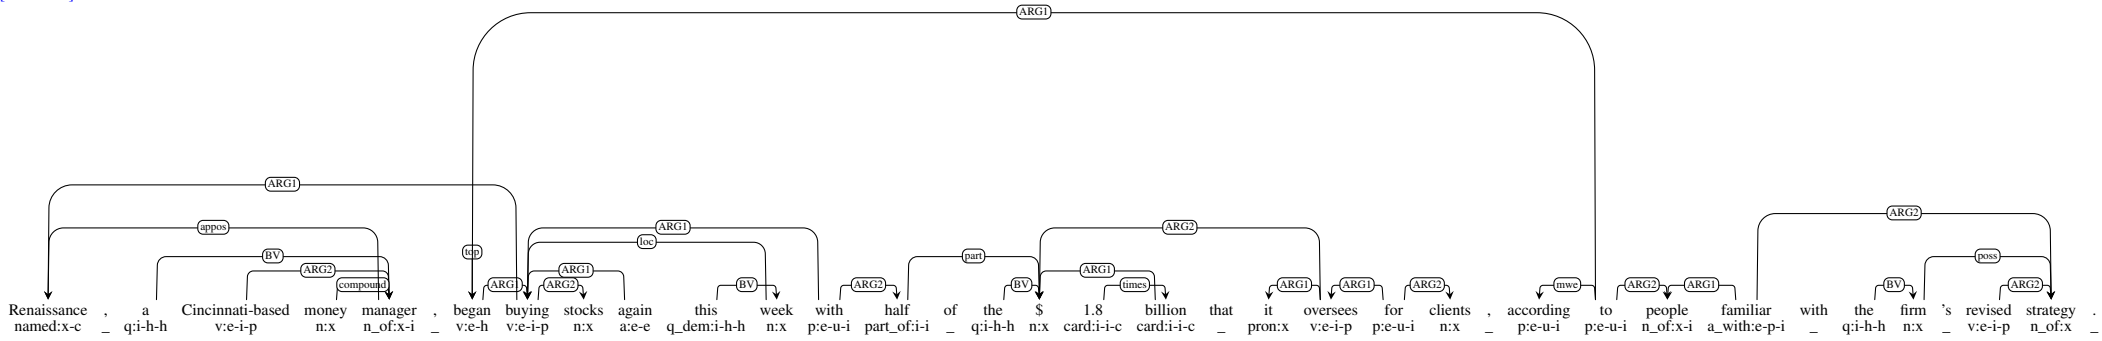 ARG1
ARG1
appos ARG1 ARG2
ARG2
loc
top
BV part poss
ARG2 ARG1 ARG1
compound ARG1 ARG2 BV ARG2 BV times ARG1 ARG1 ARG2 mwe ARG2 ARG1 BV ARG2
Renaissance , a Cincinnati-based money manager , began buying stocks again this week with half of the $ 1.8 billion that it oversees for clients , according to people familiar with the firm 's revised strategy .
named:x-c _ q:i-h-h v:e-i-p n:x n_of:x-i _ v:e-h v:e-i-p n:x a:e-e q_dem:i-h-h n:x p:e-u-i part_of:i-i _ q:i-h-h n:x card:i-i-c card:i-i-c _ pron:x v:e-i-p p:e-u-i n:x _ p:e-u-i p:e-u-i n_of:x-i a_with:e-p-i _ q:i-h-h n:x _ v:e-i-p n_of:x _